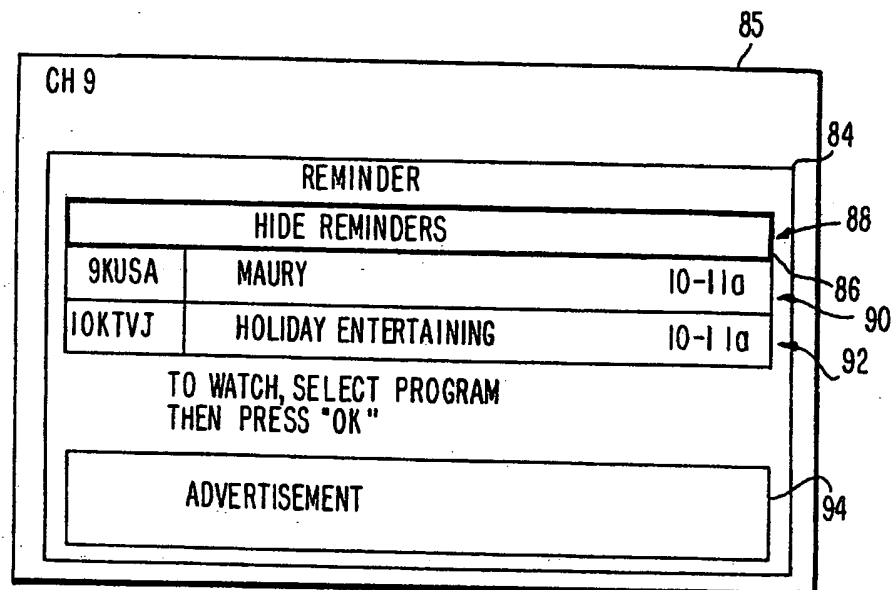 85
CH 9
84
REMINDER
HIDE REMINDERS
88
86
9KUSA MAURY 10-11a
90
10KTVJ HOLIDAY ENTERTAINING 10-11a
92
TO WATCH, SELECT PROGRAM
THEN PRESS "OK"
ADVERTISEMENT
94